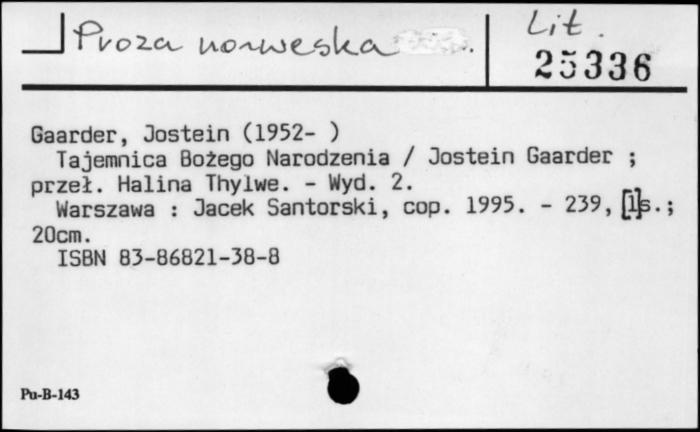 Proza norweska
Lit.
25336
Gaarder, Jostein (1952- )
Tajemnica Bożego Narodzenia / Jostein Gaarder ;
przeł. Halina Thylwe. - Wyd. 2.
Warszawa : Jacek Santorski, cop. 1995. - 239, [1]s.;
20cm.
ISBN 83-86821-38-8
Pu-B-143